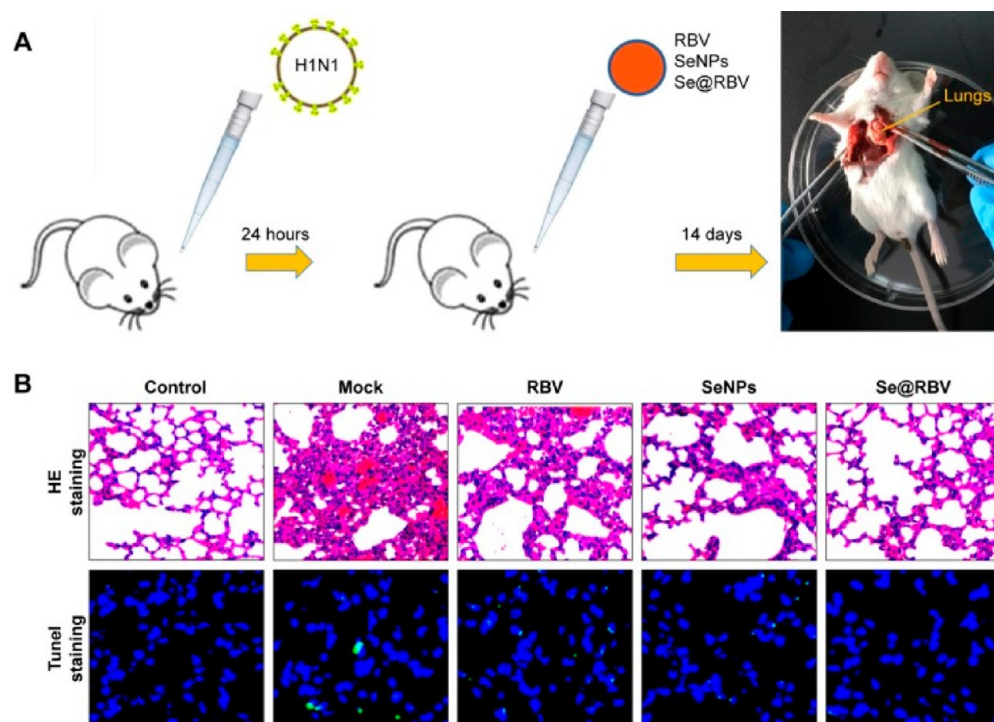 A
H1N1
RBV
SeNPs
Se@RBV
Lungs
24 hours
14 days
B
Control Mock RBV SeNPs Se@RBV
HE
staining
Tunel
staining